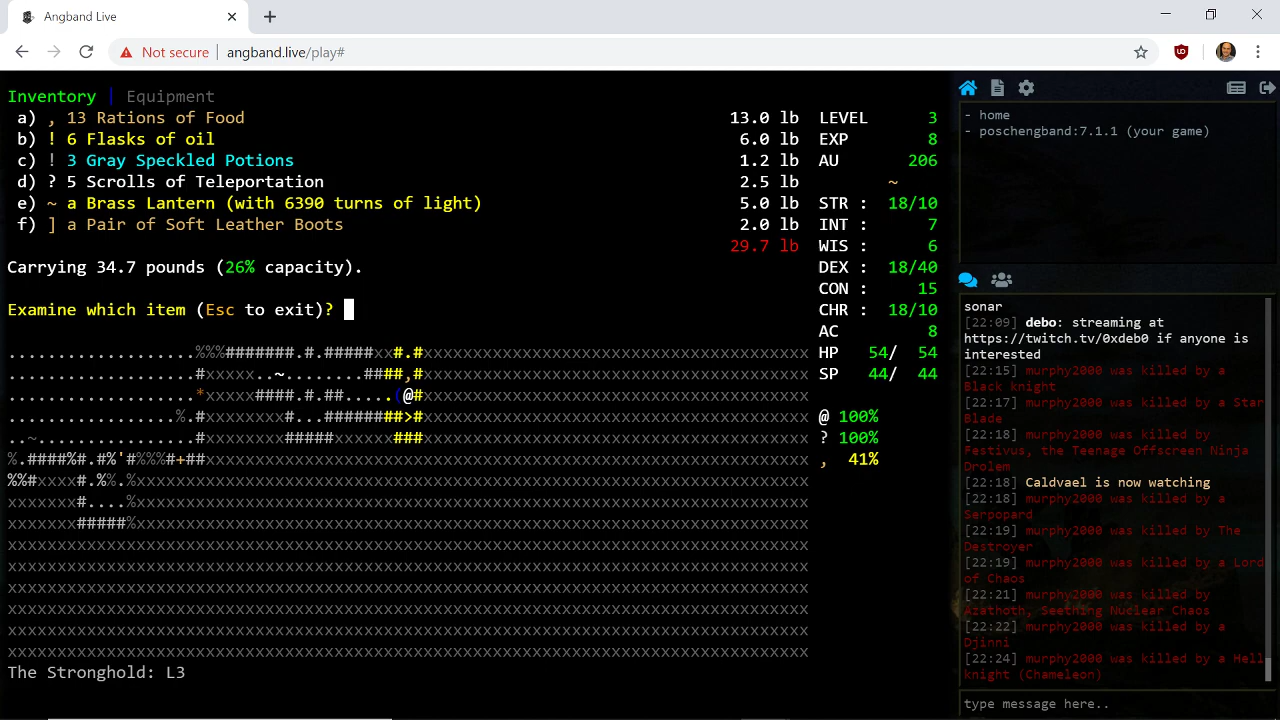 Angband Live
Not secure
angband.live/play#
Inventory | Equipment
a) , 13 Rations of Food 13.0 lb
b) ! 6 Flasks of oil 6.0 lb
c) ! 3 Gray Speckled Potions 1.2 lb
d) ? 5 Scrolls of Teleportation 2.5 lb
e) ~ a Brass Lantern (with 6390 turns of light) 5.0 lb
f) ] a Pair of Soft Leather Boots 2.0 lb
29.7 lb
Carrying 34.7 pounds (26% capacity).
Examine which item (Esc to exit)?
The Stronghold: L3
LEVEL 3
EXP 8
AU 206
~
STR : 18/10
INT : 7
WIS : 6
DEX : 18/40
CON : 15
CHR : 18/10
AC 8
HP 54/ 54
SP 44/ 44
@ 100%
? 100%
, 41%
- home
- poschengband:7.1.1 (your game)
sonar
[22:09] debo: streaming at
https://twitch.tv/0xdeb0 if anyone is
interested
[22:15] murphy2000 was killed by a
Black knight
[22:17] murphy2000 was killed by a Star
Blade
[22:18] murphy2000 was killed by
Festivus, the Teenage Offscreen Ninja
Drolem
[22:18] Caldvael is now watching
[22:18] murphy2000 was killed by a
Serpopard
[22:19] murphy2000 was killed by The
Destroyer
[22:19] murphy2000 was killed by a Lord
of Chaos
[22:21] murphy2000 was killed by
Azathoth, Seething Nuclear Chaos
[22:22] murphy2000 was killed by a
Djinni
[22:24] murphy2000 was killed by a Hell
knight (Chameleon)
type message here..